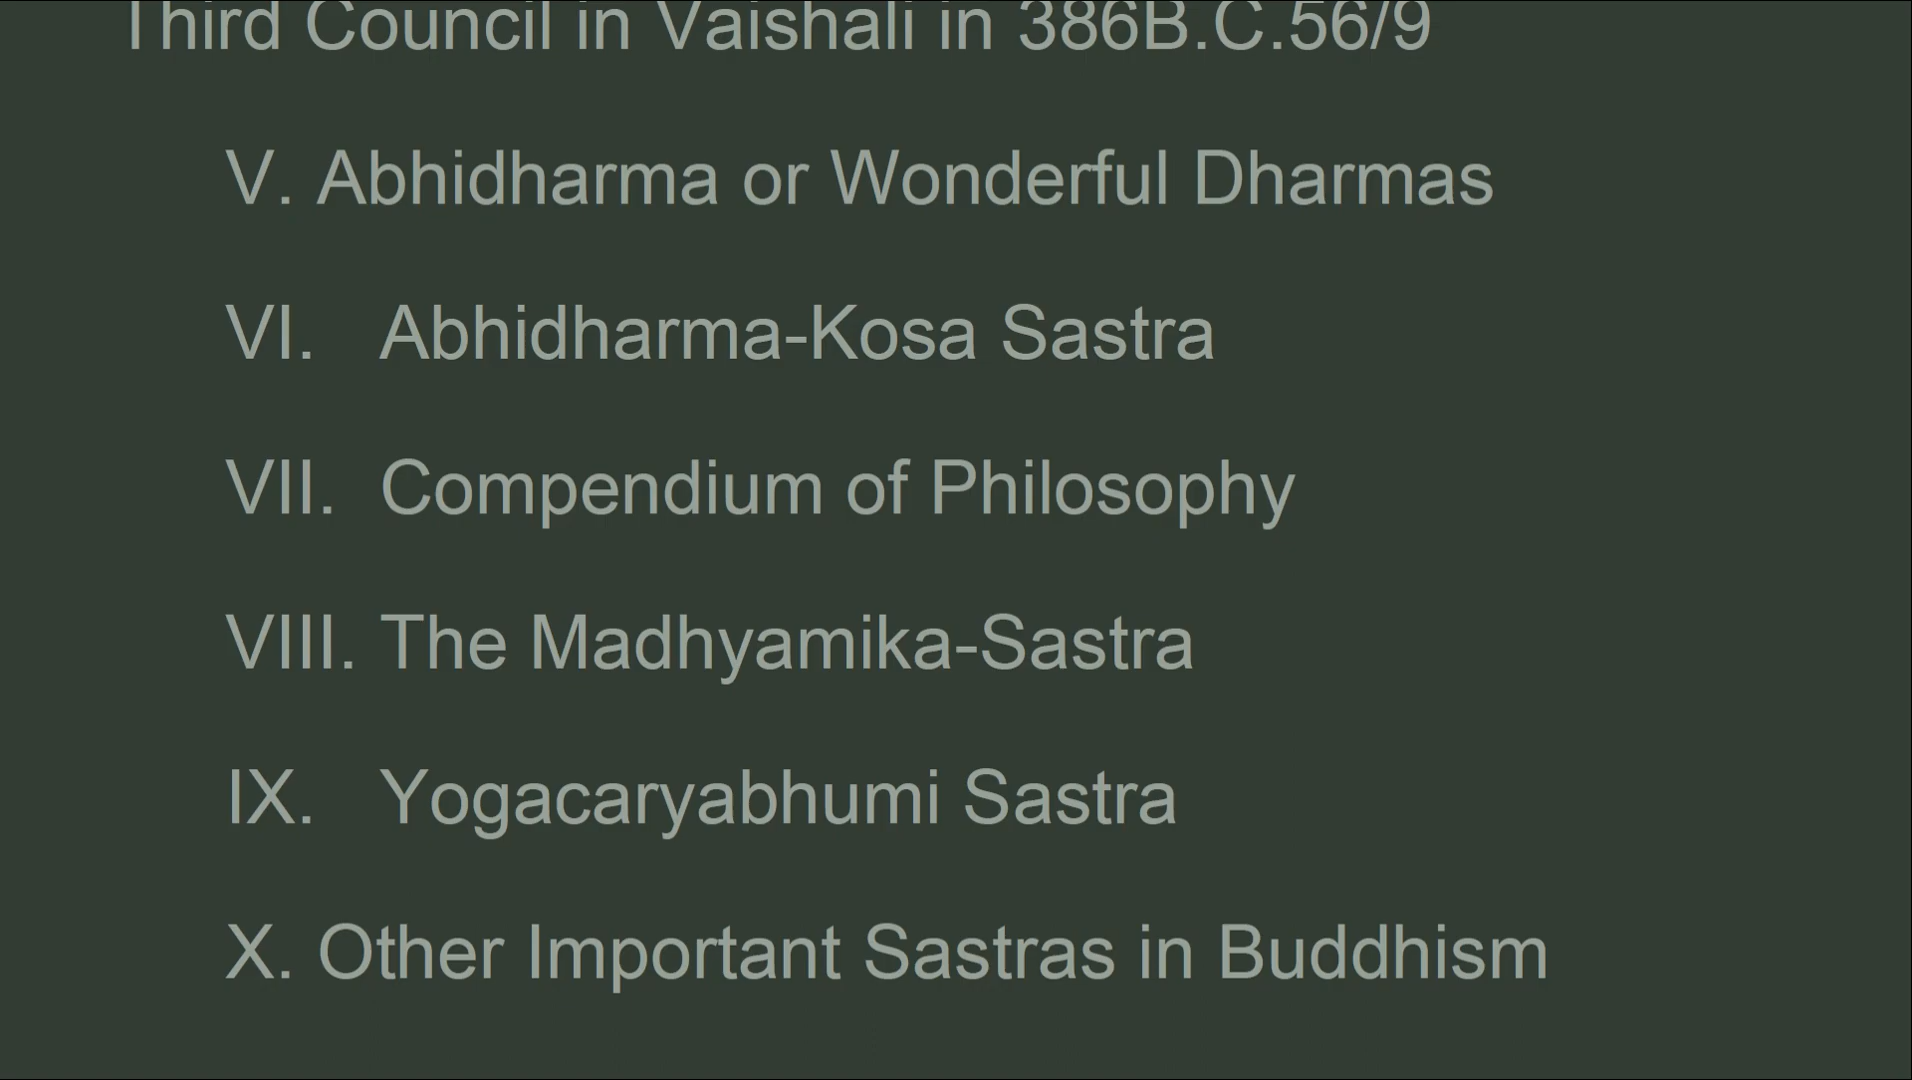 Third Council in Vaishali in 386B.C.56/9
V. Abhidharma or Wonderful Dharmas
VI. Abhidharma-Kosa Sastra
VII. Compendium of Philosophy
VIII. The Madhyamika-Sastra
IX. Yogacaryabhumi Sastra
X. Other Important Sastras in Buddhism